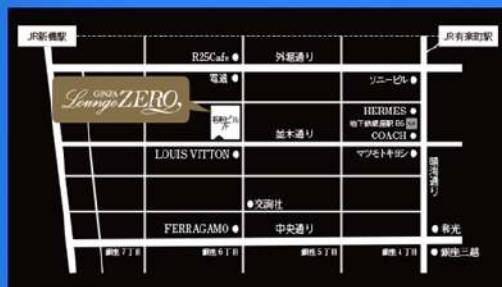 JR新橋駅
JR有楽町駅
R25Cafe
外堀通り
電通
ソニービル
GINZA
Lounge ZERO
HERMES
地下鉄銀座駅 B6
7F
並木通り
COACH
LOUIS VITTON
マツモトキヨシ
晴海通り
交詢社
FERRAGAMO
中央通り
和光
銀座7丁目
銀座6丁目
銀座5丁目
銀座4丁目
銀座三越